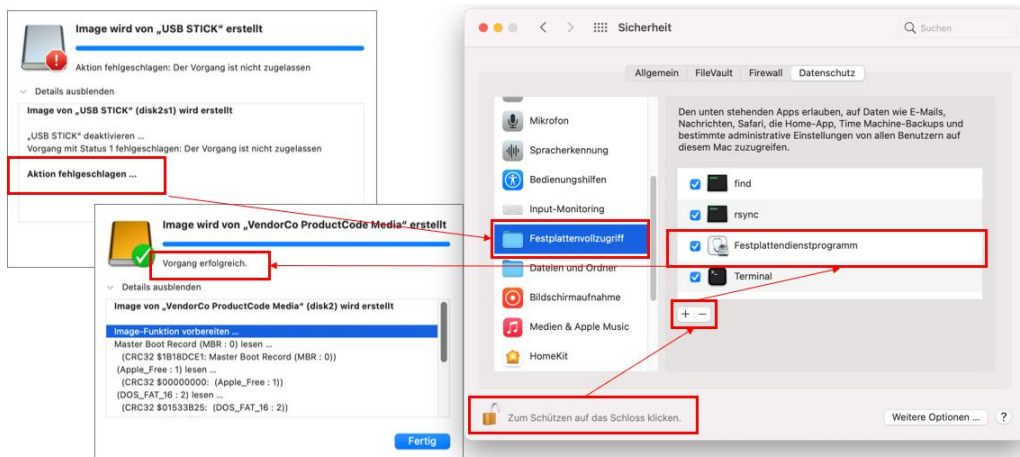 Image wird von „USB STICK" erstellt
Aktion fehlgeschlagen: Der Vorgang ist nicht zugelassen
Details ausblenden
Image von „USB STICK" (disk2s1) wird erstellt
„USB STICK" deaktivieren ...
Vorgang mit Status 1 fehlgeschlagen: Der Vorgang ist nicht zugelassen
Aktion fehlgeschlagen ...
Image wird von „VendorCo ProductCode Media" erstellt
Vorgang erfolgreich.
Details ausblenden
Image von „VendorCo ProductCode Media" (disk2) wird erstellt
Image-Funktion vorbereiten ...
Master Boot Record (MBR : 0) lesen ...
(CRC32 $1B18DCE1: Master Boot Record (MBR : 0))
(Apple_Free : 1) lesen ...
(CRC32 $00000000: (Apple_Free : 1))
(DOS_FAT_16 : 2) lesen ...
(CRC32 $01533B25: (DOS_FAT_16 : 2))
Fertig
Sicherheit
Suchen
Allgemein FileVault Firewall Datenschutz
Mikrofon
Spracherkennung
Bedienungshilfen
Input-Monitoring
Festplattenvollzugriff
Dateien und Ordner
Bildschirmaufnahme
Medien & Apple Music
HomeKit
Den unten stehenden Apps erlauben, auf Daten wie E-Mails,
Nachrichten, Safari, die Home-App, Time Machine-Backups und
bestimmte administrative Einstellungen von allen Benutzern auf
diesem Mac zuzugreifen.
find
rsync
Festplattendienstprogramm
Terminal
+ −
Zum Schützen auf das Schloss klicken.
Weitere Optionen ... ?